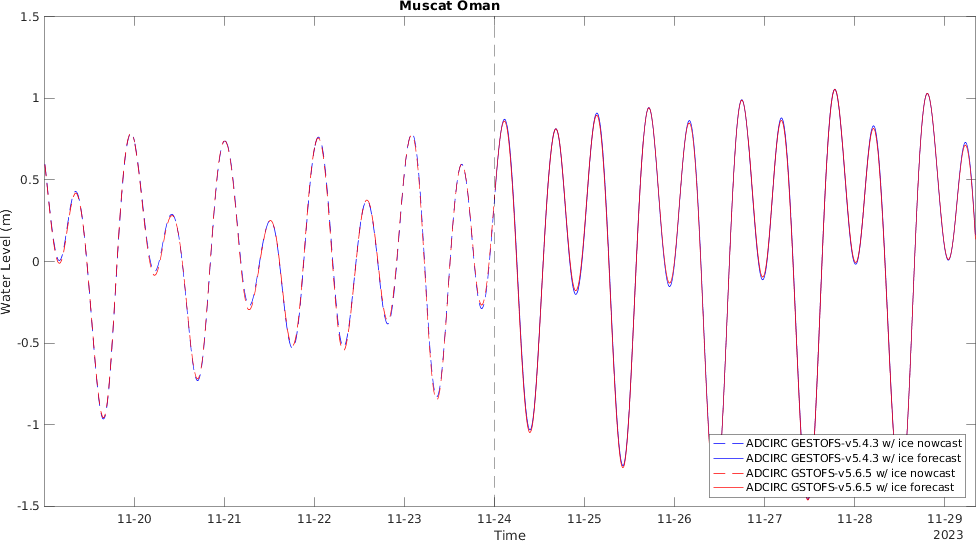 Muscat Oman
1.5
1
0.5
0
-0.5
-1
-1.5
Water Level (m)
11-20 11-21 11-22 11-23 11-24 11-25 11-26 11-27 11-28 11-29
Time
2023
ADCIRC GESTOFS-v5.4.3 w/ ice nowcast
ADCIRC GESTOFS-v5.4.3 w/ ice forecast
ADCIRC GSTOFS-v5.6.5 w/ ice nowcast
ADCIRC GSTOFS-v5.6.5 w/ ice forecast